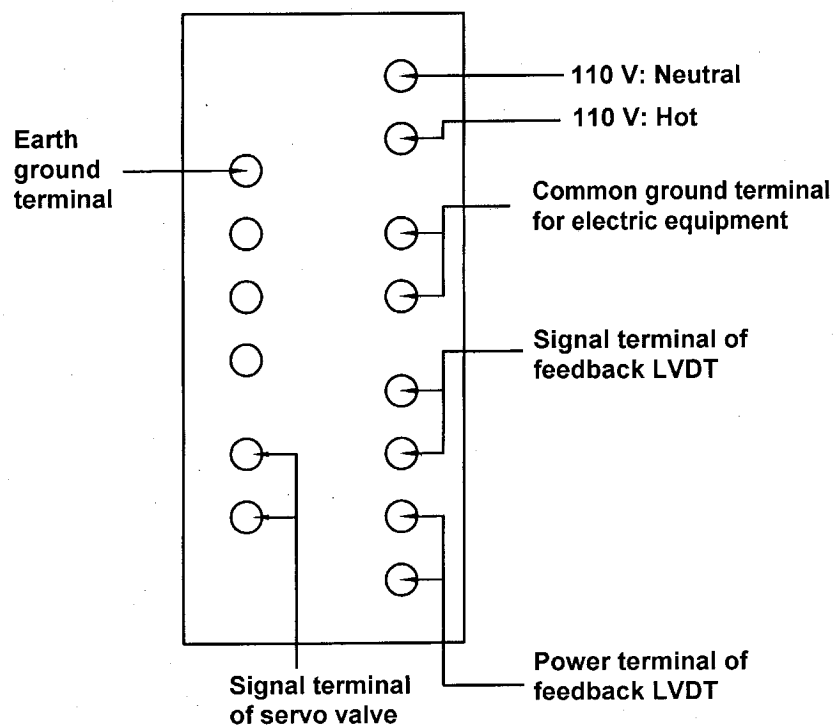 110 V: Neutral
110 V: Hot
Earth
ground
terminal
Common ground terminal
for electric equipment
Signal terminal of
feedback LVDT
Power terminal of
feedback LVDT
Signal terminal
of servo valve